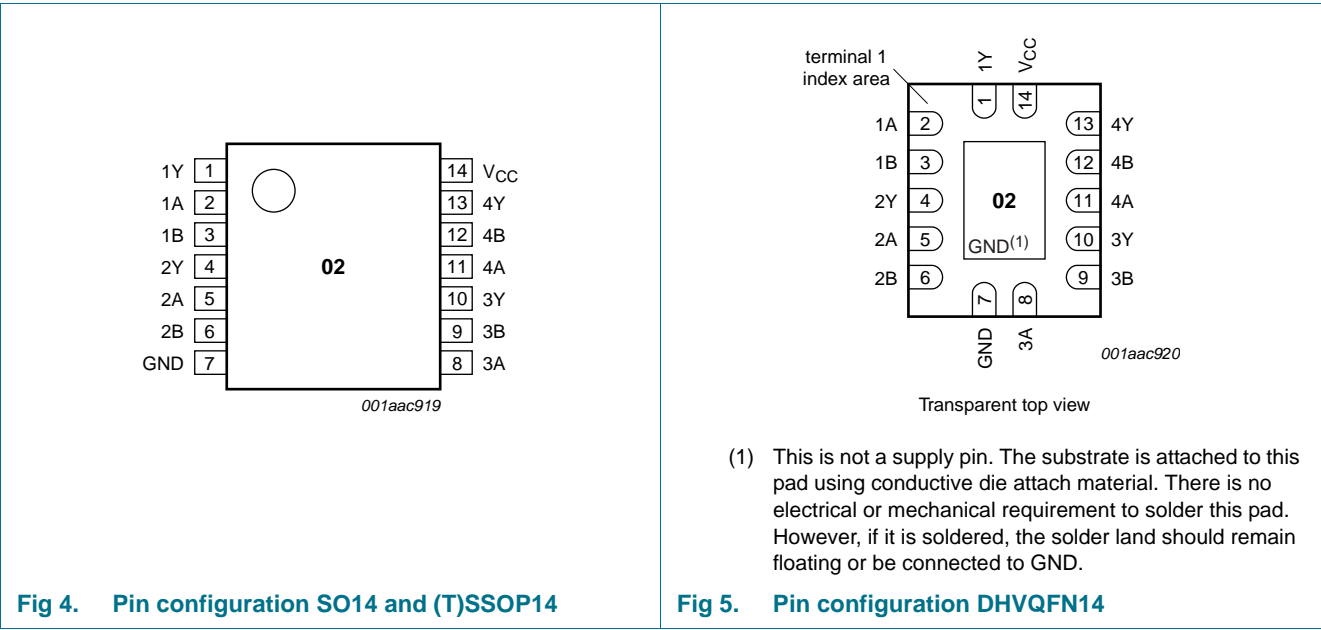 1Y 1
1A 2
1B 3
2Y 4
2A 5
2B 6
GND 7
02
14 VCC
13 4Y
12 4B
11 4A
10 3Y
9 3B
8 3A
001aac919
Fig 4. Pin configuration SO14 and (T)SSOP14
terminal 1
index area
1Y
VCC
1
14
1A 2
1B 3
2Y 4
2A 5
2B 6
02
GND(1)
13 4Y
12 4B
11 4A
10 3Y
9 3B
7
8
GND
3A
001aac920
Transparent top view
(1) This is not a supply pin. The substrate is attached to this
pad using conductive die attach material. There is no
electrical or mechanical requirement to solder this pad.
However, if it is soldered, the solder land should remain
floating or be connected to GND.
Fig 5. Pin configuration DHVQFN14